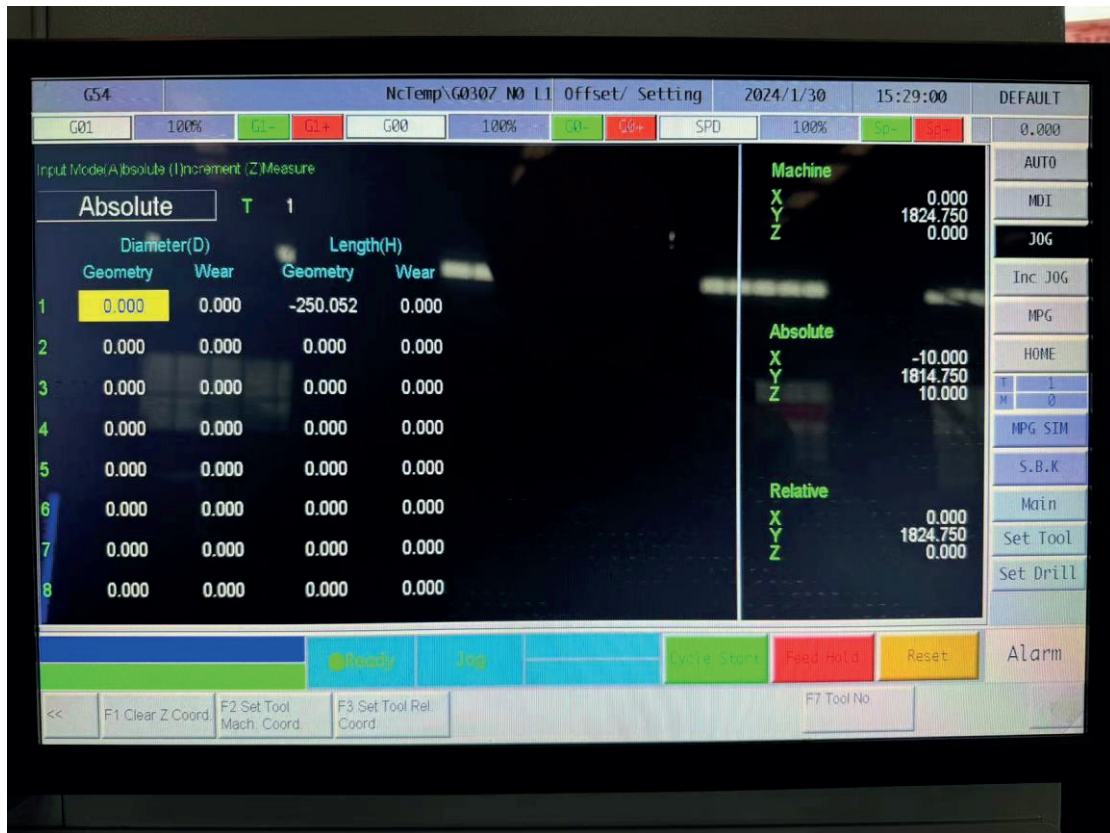 G54 NcTemp\G0307 N0 L1 Offset/ Setting 2024/1/30 15:29:00 DEFAULT
G01 100% G1- G1+ G00 100% G0- G0+ SPD 100% Sp- Sp+ 0.000
Input Mode(A)bsolute (I)ncrement (Z)Measure
Absolute T 1
Diameter(D) Length(H)
Geometry Wear Geometry Wear
1 0.000 0.000 -250.052 0.000
2 0.000 0.000 0.000 0.000
3 0.000 0.000 0.000 0.000
4 0.000 0.000 0.000 0.000
5 0.000 0.000 0.000 0.000
6 0.000 0.000 0.000 0.000
7 0.000 0.000 0.000 0.000
8 0.000 0.000 0.000 0.000
Machine
X 0.000
Y 1824.750
Z 0.000
Absolute
X -10.000
Y 1814.750
Z 10.000
Relative
X 0.000
Y 1824.750
Z 0.000
AUTO
MDI
JOG
Inc JOG
MPG
HOME
T 1
M 0
MPG SIM
S.B.K
Main
Set Tool
Set Drill
Ready Jog Cycle Start Feed Hold Reset Alarm
<< F1 Clear Z Coord. F2 Set Tool Mach. Coord. F3 Set Tool Rel. Coord F7 Tool No